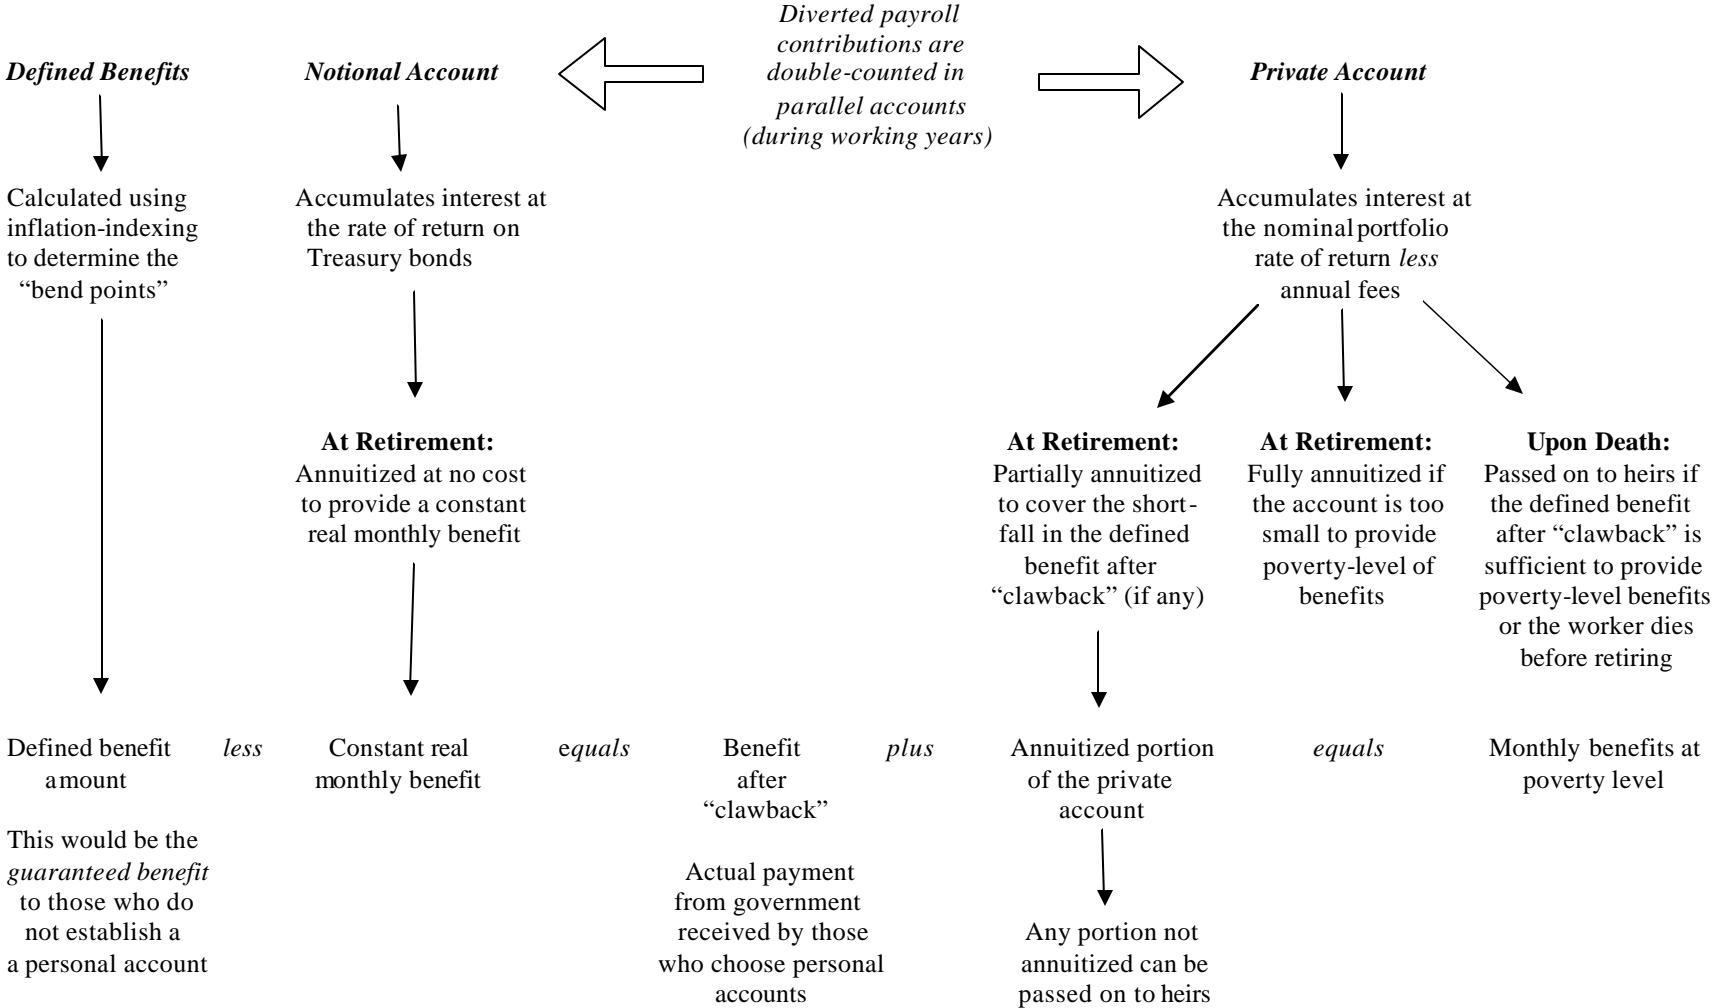 Diverted payroll
contributions are
double-counted in
parallel accounts
(during working years)
Defined Benefits
Notional Account
Private Account
Calculated using
inflation-indexing
to determine the
“bend points”
Accumulates interest at
the rate of return on
Treasury bonds
Accumulates interest at
the nominal portfolio
rate of return less
annual fees
At Retirement:
Annuitized at no cost
to provide a constant
real monthly benefit
At Retirement:
Partially annuitized
to cover the short-
fall in the defined
benefit after
“clawback” (if any)
At Retirement:
Fully annuitized if
the account is too
small to provide
poverty-level of
benefits
Upon Death:
Passed on to heirs if
the defined benefit
after “clawback” is
sufficient to provide
poverty-level benefits
or the worker dies
before retiring
Defined benefit
amount
less
Constant real
monthly benefit
equals
Benefit
after
“clawback”
plus
Annuitized portion
of the private
account
equals
Monthly benefits at
poverty level
This would be the
guaranteed benefit
to those who do
not establish a
a personal account
Actual payment
from government
received by those
who choose personal
accounts
Any portion not
annuitized can be
passed on to heirs